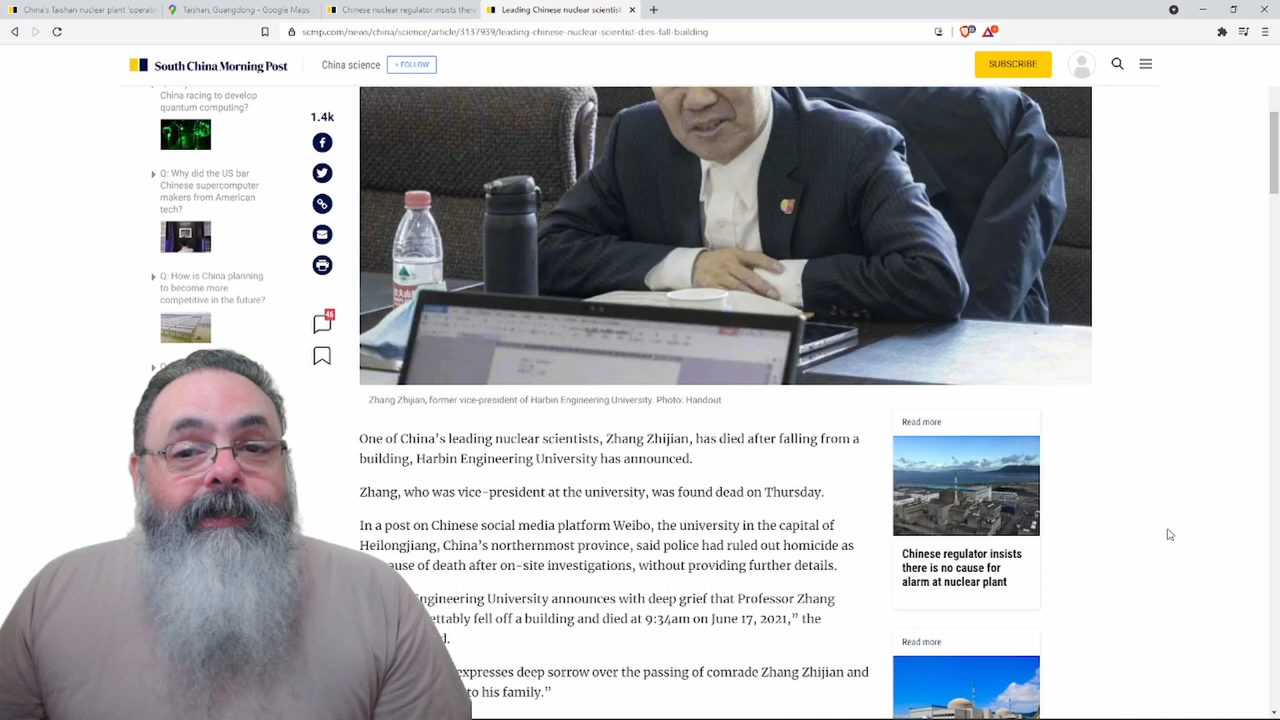 China's Taishan nuclear plant 'operatin
Taishan, Guangdong - Google Maps
Chinese nuclear regulator insists there
Leading Chinese nuclear scientist
scmp.com/news/china/science/article/3137939/leading-chinese-nuclear-scientist-dies-fall-building
South China Morning Post
China science
+ FOLLOW
SUBSCRIBE
China racing to develop
quantum computing?
Q: Why did the US bar
Chinese supercomputer
makers from American
tech?
Q: How is China planning
to become more
competitive in the future?
1.4k
46
Zhang Zhijian, former vice-president of Harbin Engineering University. Photo: Handout
One of China's leading nuclear scientists, Zhang Zhijian, has died after falling from a
building, Harbin Engineering University has announced.
Zhang, who was vice-president at the university, was found dead on Thursday.
In a post on Chinese social media platform Weibo, the university in the capital of
Heilongjiang, China's northernmost province, said police had ruled out homicide as
ause of death after on-site investigations, without providing further details.
ngineering University announces with deep grief that Professor Zhang
ettably fell off a building and died at 9:34am on June 17, 2021," the
d.
expresses deep sorrow over the passing of comrade Zhang Zhijian and
to his family."
Read more
Chinese regulator insists
there is no cause for
alarm at nuclear plant
Read more